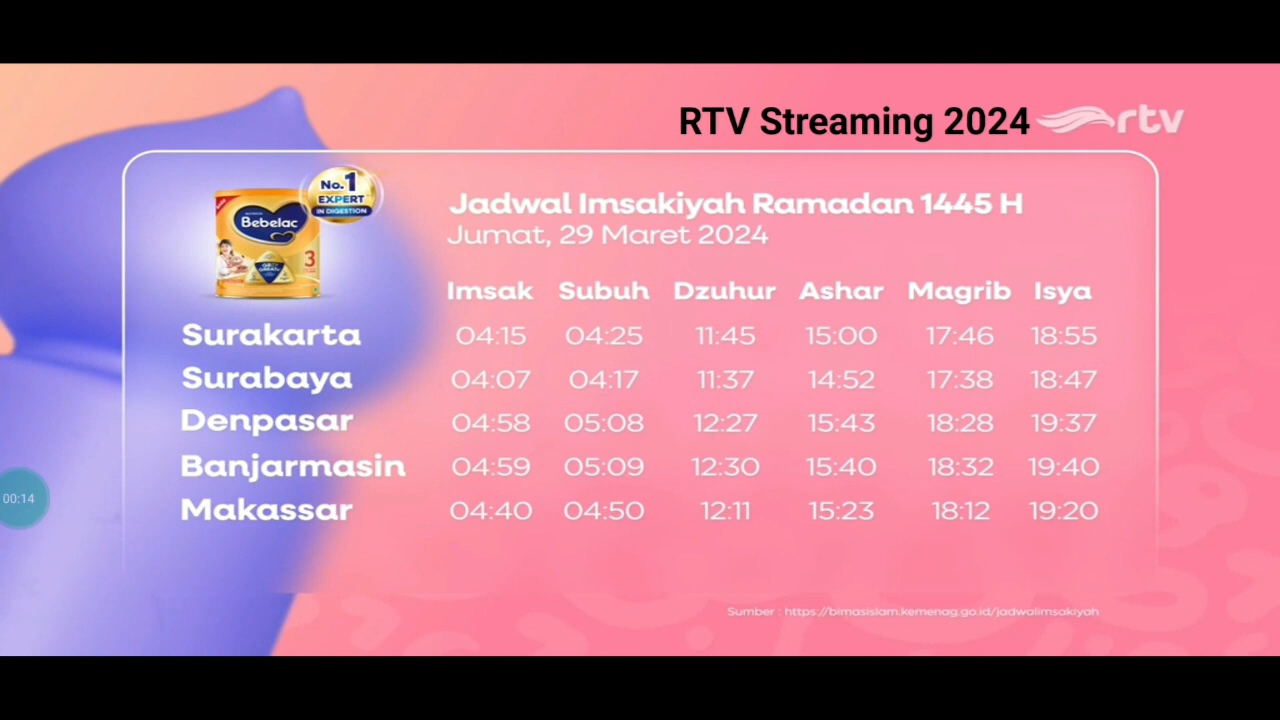 RTV Streaming 2024 rtv
No.1
EXPERT
IN DIGESTION
Bebelac
3
Jadwal Imsakiyah Ramadan 1445 H
Jumat, 29 Maret 2024
Imsak Subuh Dzuhur Ashar Magrib Isya
Surakarta 04:15 04:25 11:45 15:00 17:46 18:55
Surabaya 04:07 04:17 11:37 14:52 17:38 18:47
Denpasar 04:58 05:08 12:27 15:43 18:28 19:37
Banjarmasin 04:59 05:09 12:30 15:40 18:32 19:40
Makassar 04:40 04:50 12:11 15:23 18:12 19:20
00:14
Sumber : https://bimasislam.kemenag.go.id/jadwalimsakiyah